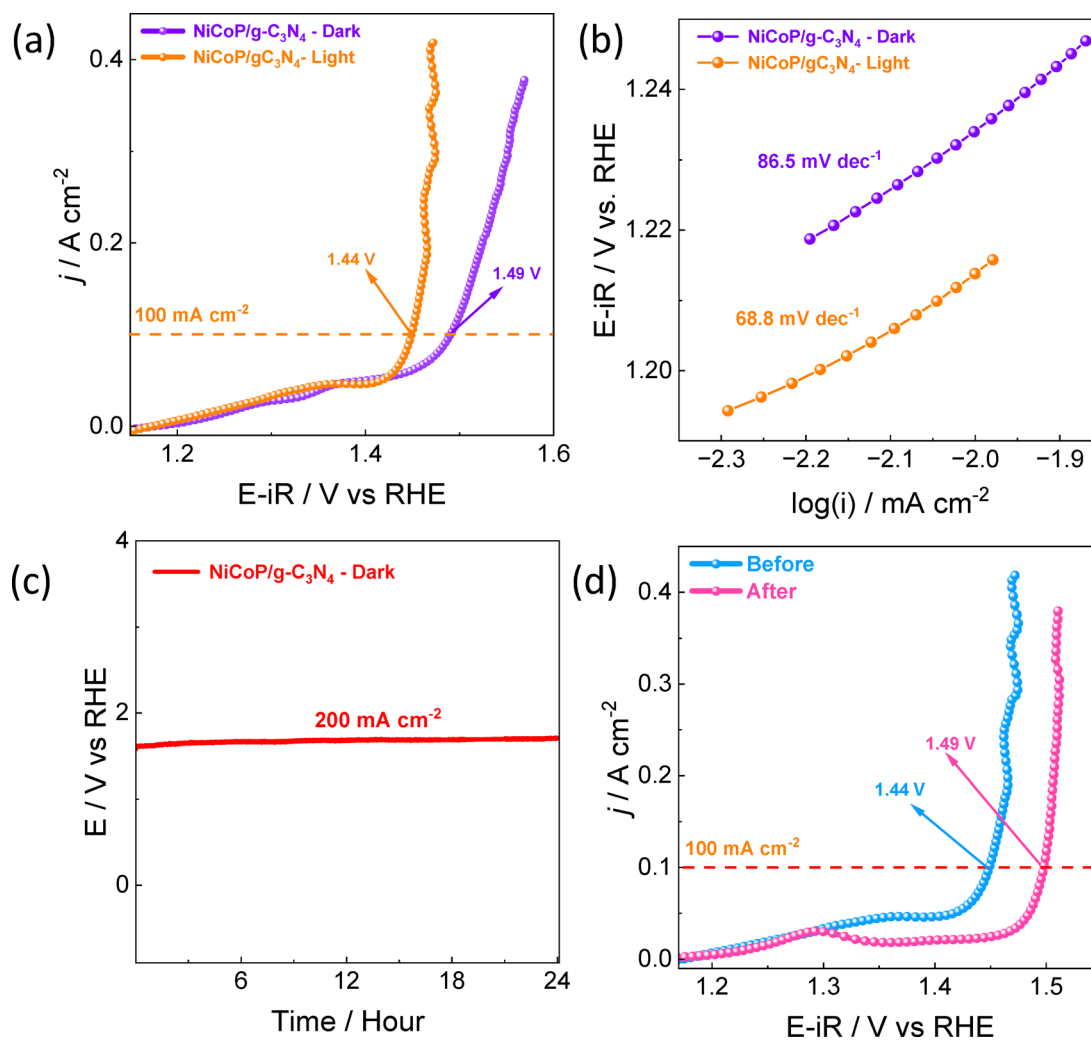 (a)
NiCoP/g-C₃N₄ - Dark
NiCoP/gC₃N₄- Light
0.4
0.2
0.0
j / A cm⁻²
1.44 V
1.49 V
100 mA cm⁻²
1.2
1.4
1.6
E-iR / V vs RHE
(b)
NiCoP/g-C₃N₄ - Dark
NiCoP/gC₃N₄- Light
1.24
1.22
1.20
E-iR / V vs. RHE
86.5 mV dec⁻¹
68.8 mV dec⁻¹
−2.3
−2.2
−2.1
−2.0
−1.9
log(i) / mA cm⁻²
(c)
NiCoP/g-C₃N₄ - Dark
4
2
0
E / V vs RHE
200 mA cm⁻²
6
12
18
24
Time / Hour
(d)
Before
After
0.4
0.3
0.2
0.1
0.0
j / A cm⁻²
1.49 V
1.44 V
100 mA cm⁻²
1.2
1.3
1.4
1.5
E-iR / V vs RHE